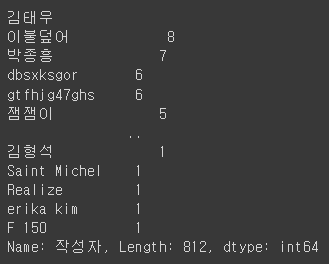 김태우
이불덮어 8
박종흥 7
dbsxksgor 6
gtfhjg47ghs 6
잼잼이 5
..
김형석 1
Saint Michel 1
Realize 1
erika kim 1
F 150 1
Name: 작성자, Length: 812, dtype: int64